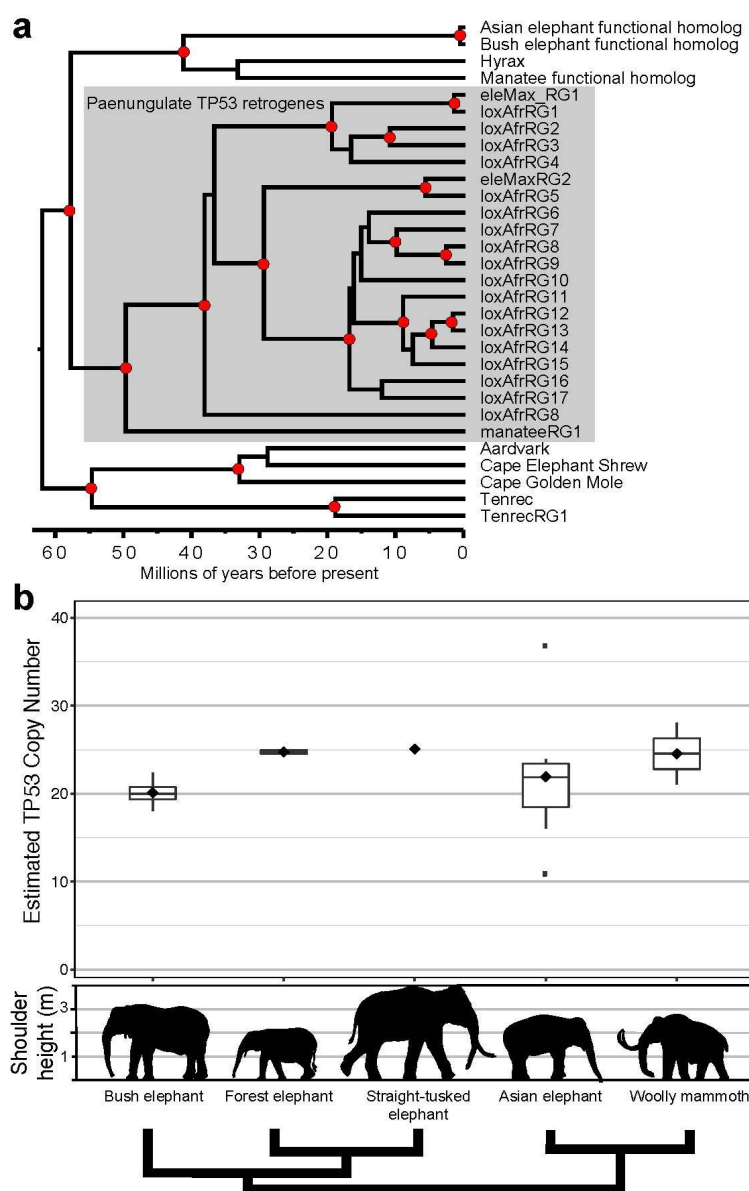 a
Asian elephant functional homolog
Bush elephant functional homolog
Hyrax
Manatee functional homolog
Paenungulate TP53 retrogenes
eleMax_RG1
loxAfrRG1
loxAfrRG2
loxAfrRG3
loxAfrRG4
eleMaxRG2
loxAfrRG5
loxAfrRG6
loxAfrRG7
loxAfrRG8
loxAfrRG9
loxAfrRG10
loxAfrRG11
loxAfrRG12
loxAfrRG13
loxAfrRG14
loxAfrRG15
loxAfrRG16
loxAfrRG17
loxAfrRG8
manateeRG1
Aardvark
Cape Elephant Shrew
Cape Golden Mole
Tenrec
TenrecRG1
60 50 40 30 20 10 0
Millions of years before present
b
Estimated TP53 Copy Number
40
30
20
10
0
Shoulder
height (m)
3
1
Bush elephant Forest elephant Straight-tusked Asian elephant Woolly mammoth
elephant